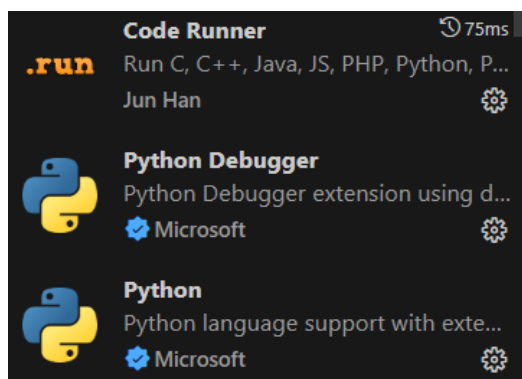 Code Runner 75ms
.run Run C, C++, Java, JS, PHP, Python, P...
Jun Han
Python Debugger
Python Debugger extension using d...
Microsoft
Python
Python language support with exte...
Microsoft